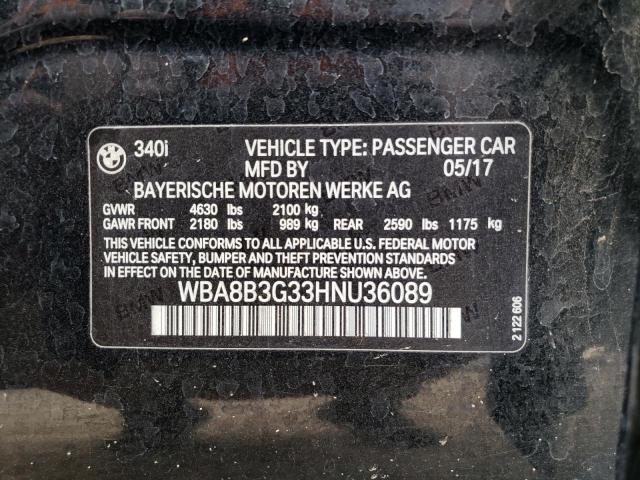 340i VEHICLE TYPE: PASSENGER CAR
MFD BY 05/17
BAYERISCHE MOTOREN WERKE AG
GVWR 4630 lbs 2100 kg
GAWR FRONT 2180 lbs 989 kg REAR 2590 lbs 1175 kg
THIS VEHICLE CONFORMS TO ALL APPLICABLE U.S. FEDERAL MOTOR
VEHICLE SAFETY, BUMPER AND THEFT PREVENTION STANDARDS
IN EFFECT ON THE DATE OF MANUFACTURE SHOWN ABOVE.
WBA8B3G33HNU36089
2 122 606